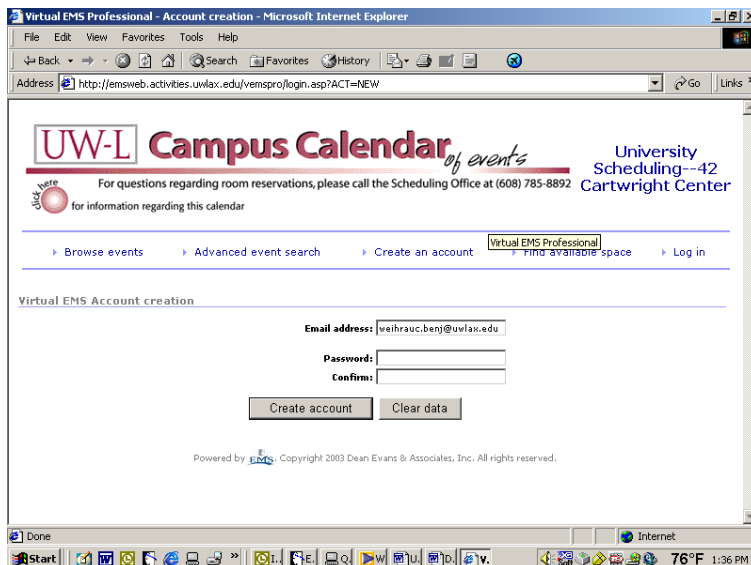 Virtual EMS Professional - Account creation - Microsoft Internet Explorer
File Edit View Favorites Tools Help
Back Search Favorites History
Address http://emsweb.activities.uwlax.edu/vemspro/login.asp?ACT=NEW Go Links
UW-L Campus Calendar of events
University Scheduling--42 Cartwright Center
click here
For questions regarding room reservations, please call the Scheduling Office at (608) 785-8892
for information regarding this calendar
Virtual EMS Professional
Browse events Advanced event search Create an account Find available space Log in
Virtual EMS Account creation
Email address: weihrauc.benj@uwlax.edu
Password:
Confirm:
Create account Clear data
Powered by EMS. Copyright 2003 Dean Evans & Associates, Inc. All rights reserved.
Done Internet
Start I.. E.. Q.. W.. U.. D.. V. 76°F 1:36 PM